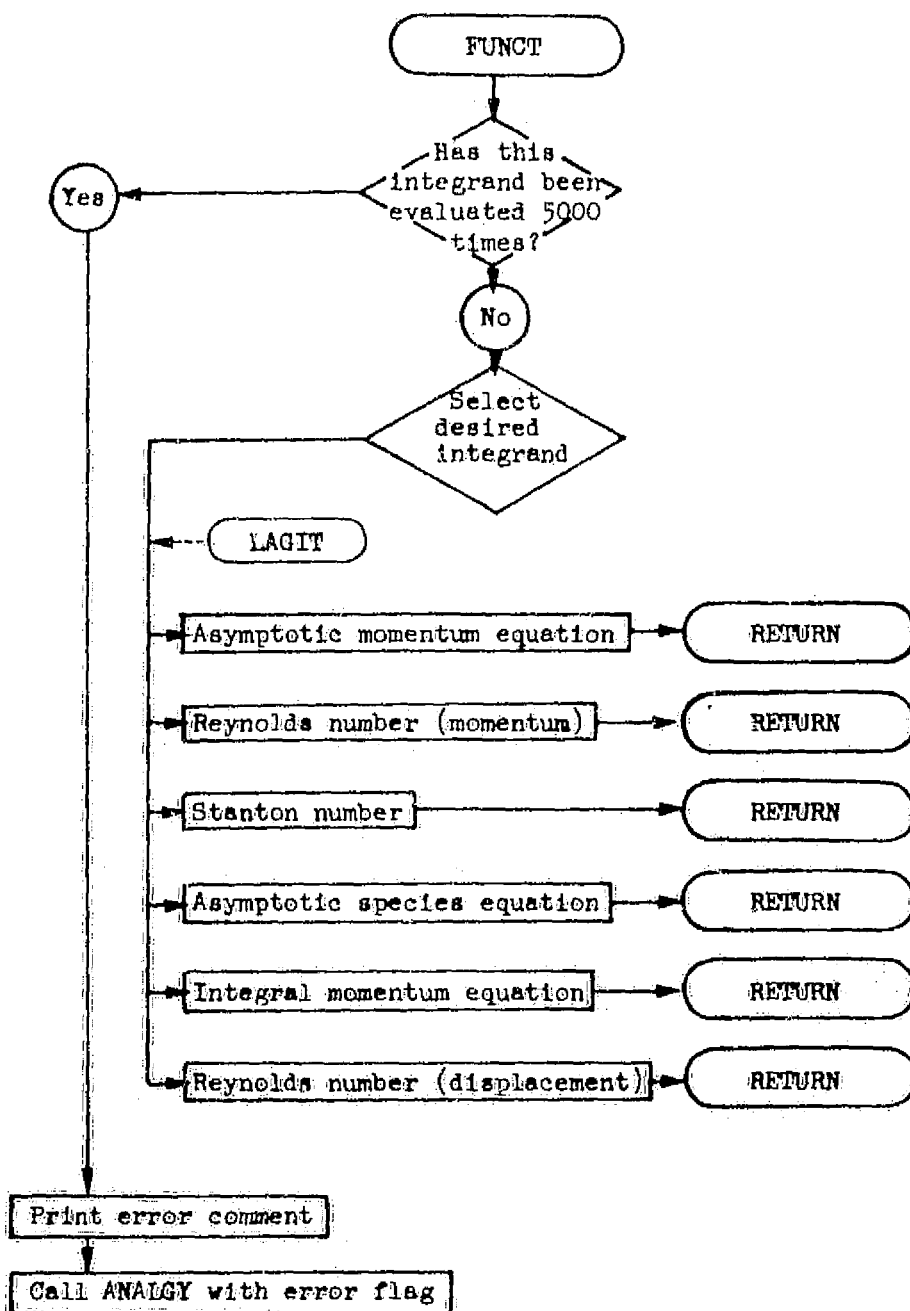 FUNCT
Has this
integrand been
evaluated 5000
times?
Yes
No
Select
desired
integrand
LAGIT
Asymptotic momentum equation
RETURN
Reynolds number (momentum)
RETURN
Stanton number
RETURN
Asymptotic species equation
RETURN
Integral momentum equation
RETURN
Reynolds number (displacement)
RETURN
Print error comment
Call ANALGY with error flag